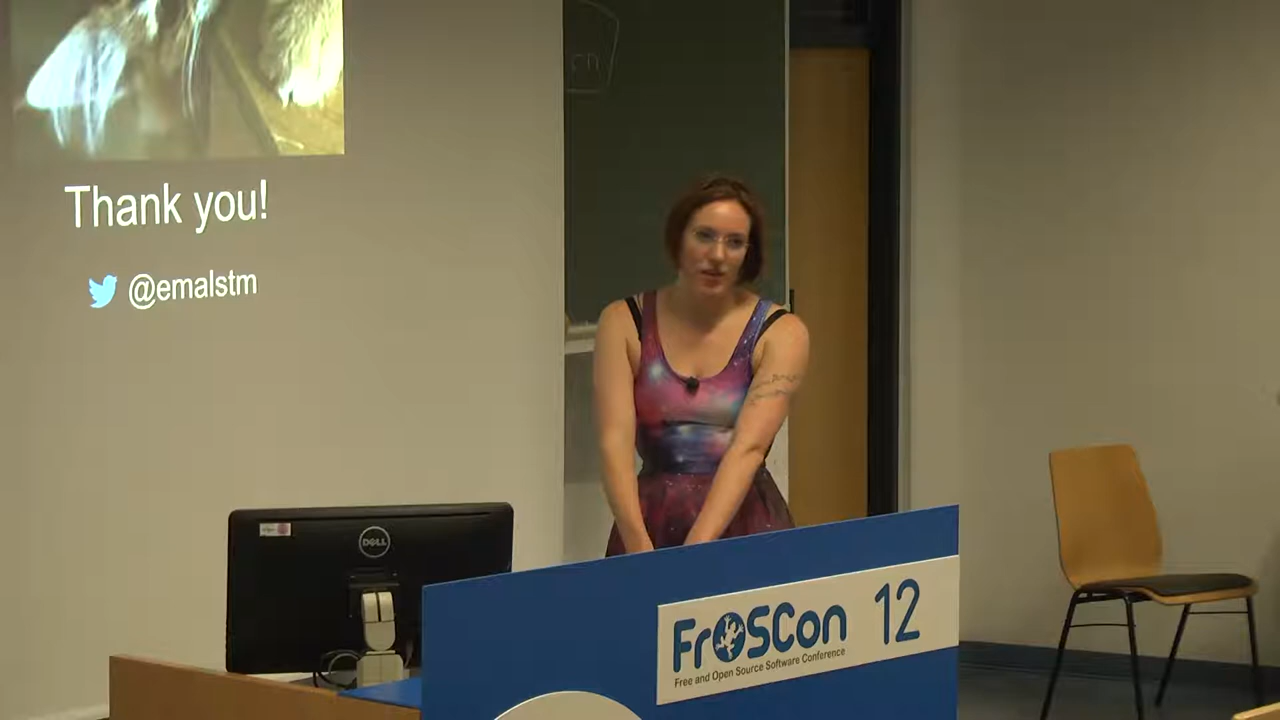 Thank you!
@emalstm
DELL
FrOSCon 12
Free and Open Source Software Conference